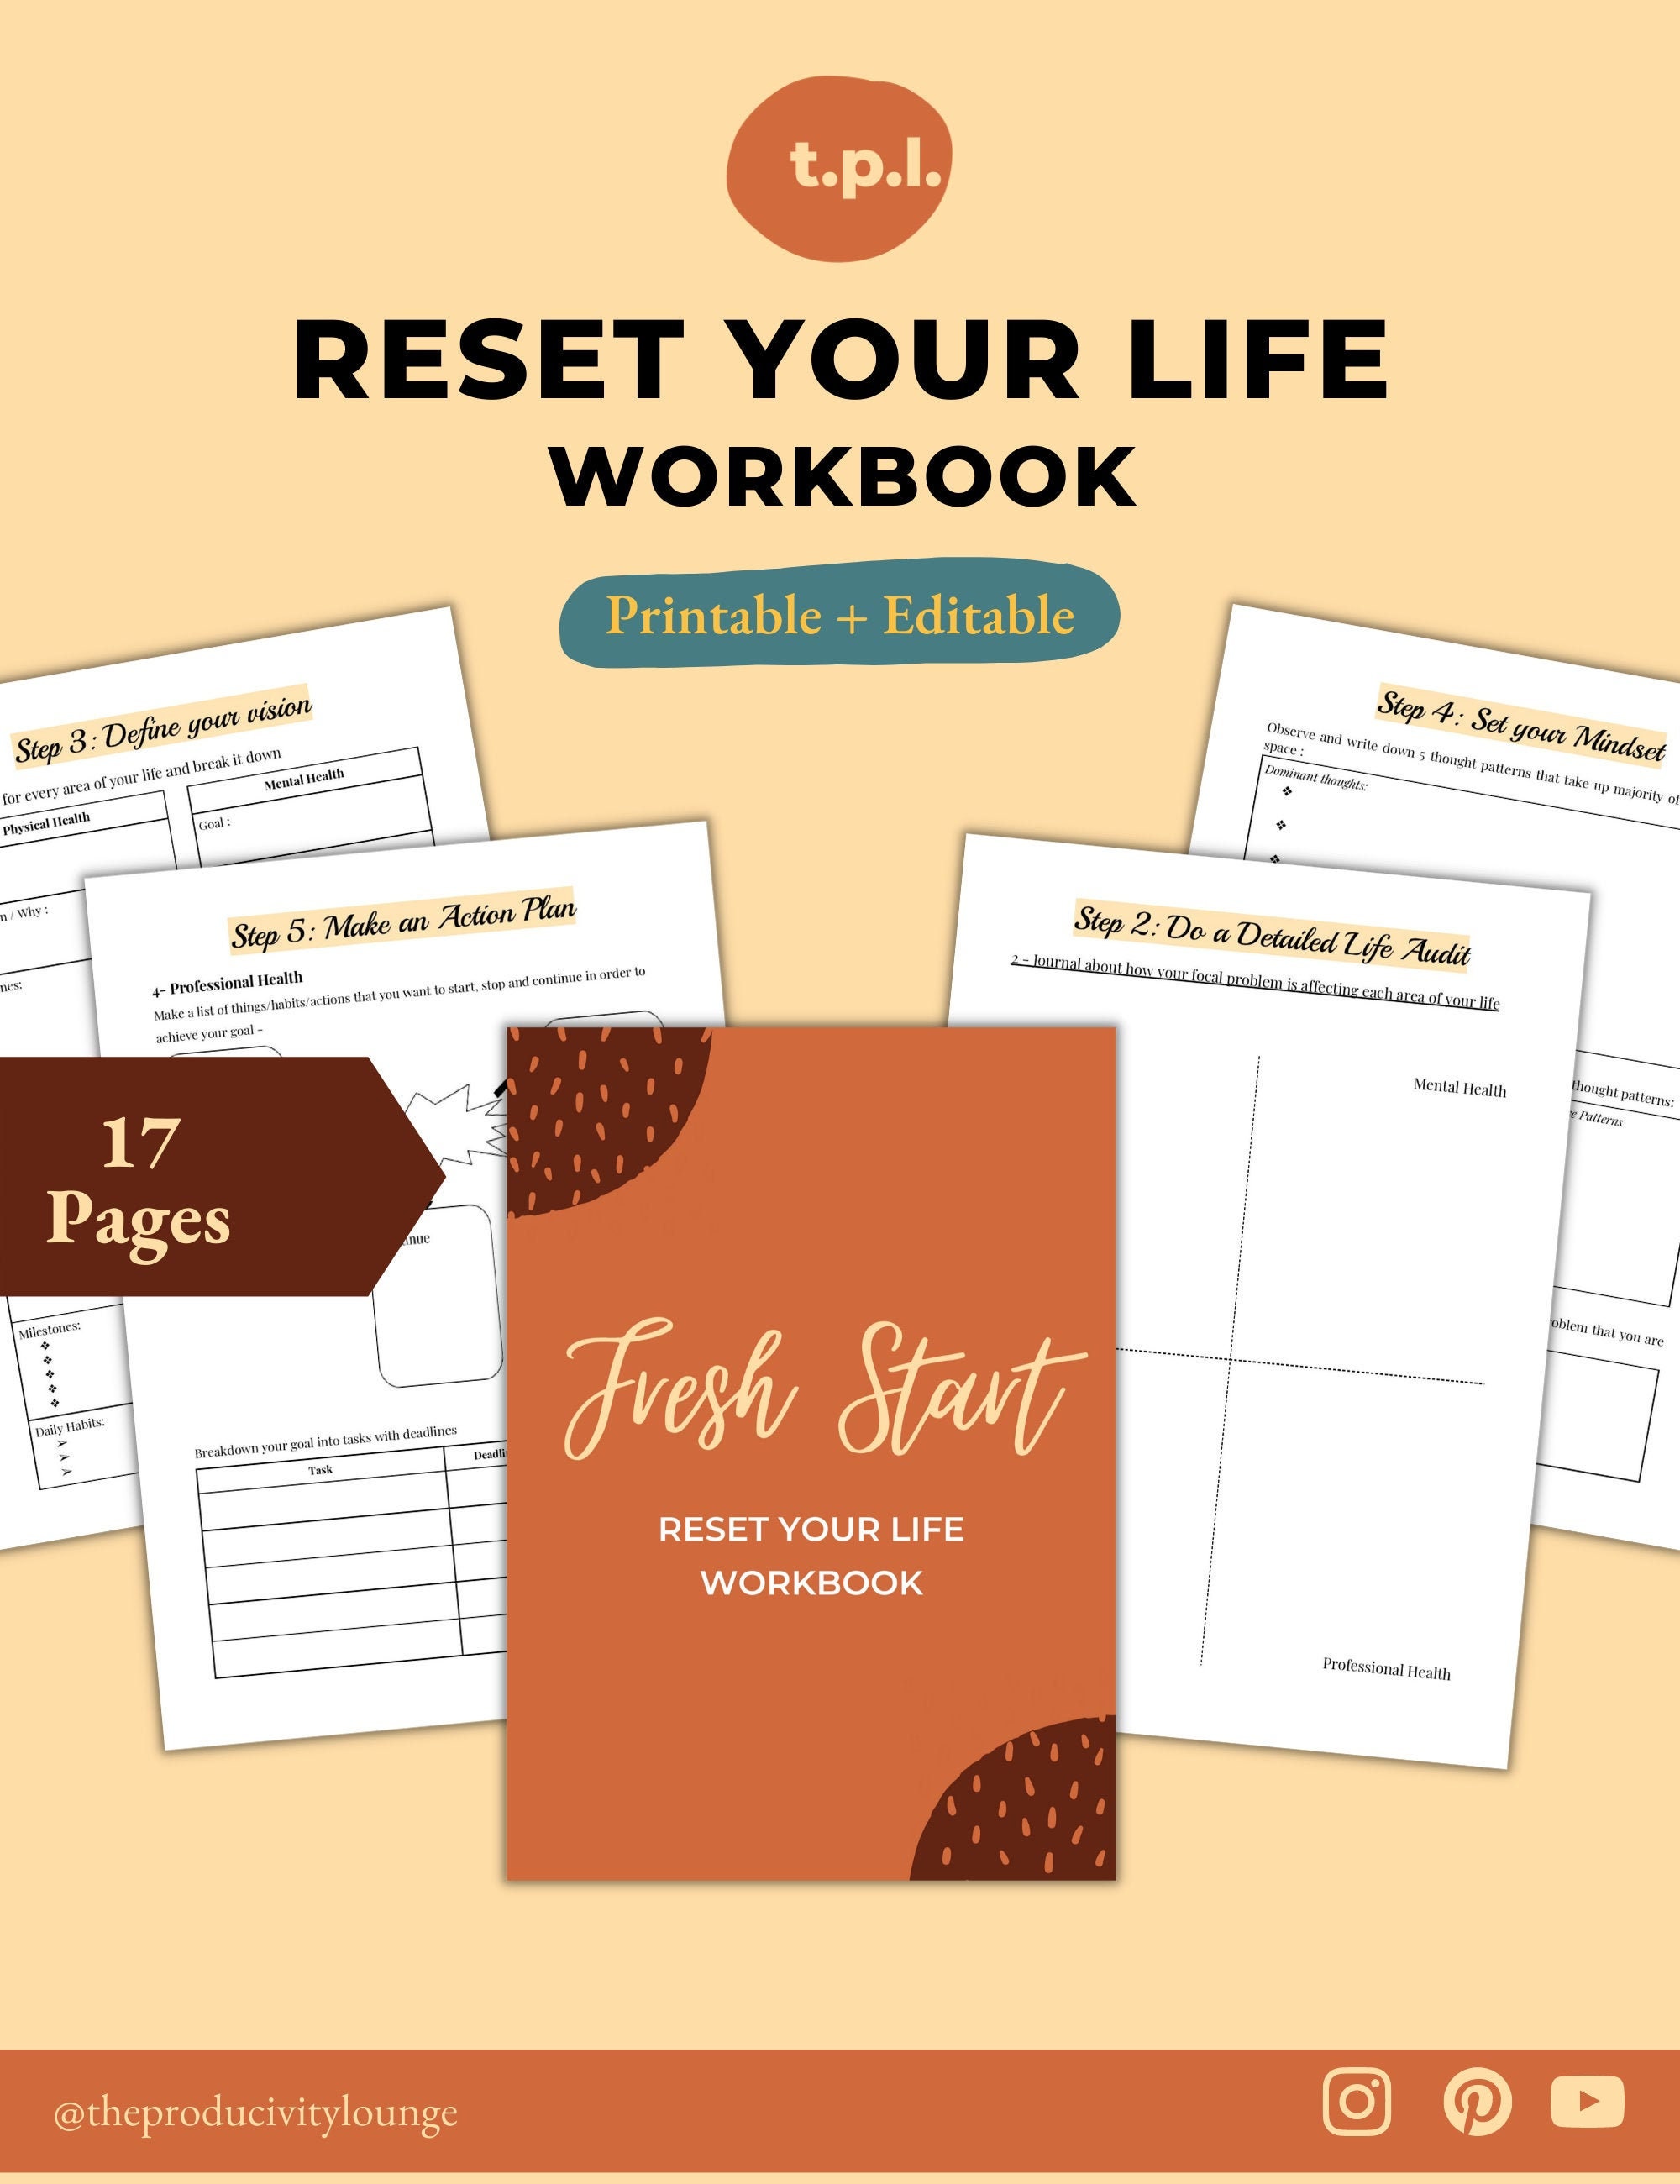 t.p.l.
RESET YOUR LIFE
WORKBOOK
Printable + Editable
Step 3: Define your vision
for every area of your life and break it down
Physical Health
Mental Health
Goal :
/ Why :
Milestones:
Daily Habits:
Step 5: Make an Action Plan
4- Professional Health
Make a list of things/habits/actions that you want to start, stop and continue in order to
achieve your goal -
Breakdown your goal into tasks with deadlines
Task
17
Pages
Fresh Start
RESET YOUR LIFE
WORKBOOK
Step 2: Do a Detailed Life Audit
2 - Journal about how your focal problem is affecting each area of your life
Mental Health
Professional Health
Step 4: Set your Mindset
Observe and write down 5 thought patterns that take up majority of
space :
Dominant thoughts:
thought patterns:
Patterns
that you are
@theproducivitylounge